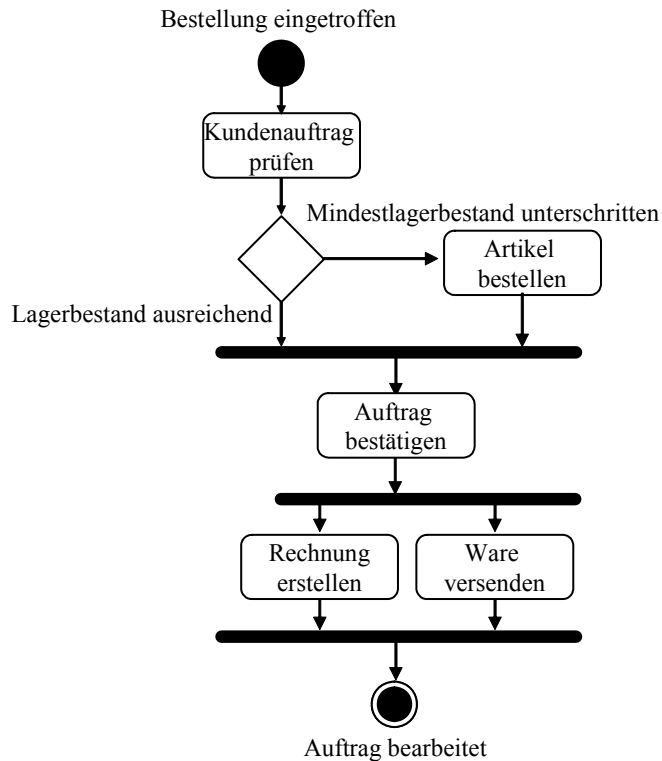 Bestellung eingetroffen
Kundenauftrag
prüfen
Mindestlagerbestand unterschritten
Artikel
bestellen
Lagerbestand ausreichend
Auftrag
bestätigen
Rechnung
erstellen
Ware
versenden
Auftrag bearbeitet